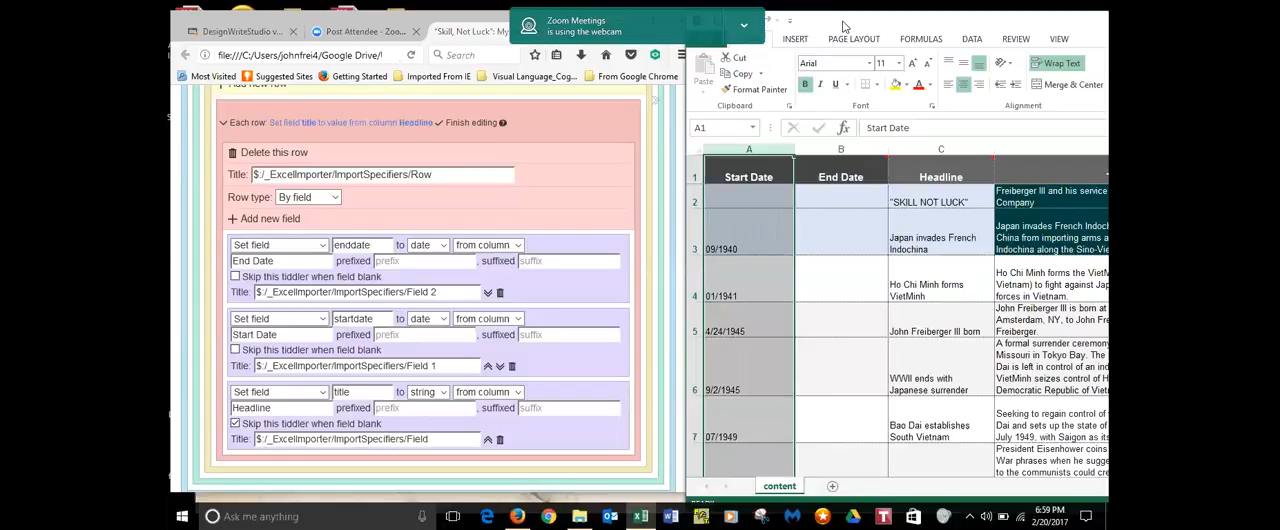 DesignWriteStudio v
Post Attendee - Zoo...
"Skill, Not Luck": My
Zoom Meetings
is using the webcam
INSERT PAGE LAYOUT FORMULAS DATA REVIEW VIEW
file:///C:/Users/johnfrei4/Google Drive/
Search
Most Visited Suggested Sites Getting Started Imported From IE Visual Language_Cog... From Google Chrome
Paste
Cut
Copy
Format Painter
Clipboard
Arial 11
B I U
Font
Wrap Text
Merge & Center
Alignment
A1 fx Start Date
Add new row
Each row: Set field title to value from column Headline Finish editing
Delete this row
Title: $:/_ExcelImporter/ImportSpecifiers/Row
Row type: By field
Add new field
Set field enddate to date from column
End Date prefixed prefix , suffixed suffix
Skip this tiddler when field blank
Title: $:/_ExcelImporter/ImportSpecifiers/Field 2
Set field startdate to date from column
Start Date prefixed prefix , suffixed suffix
Skip this tiddler when field blank
Title: $:/_ExcelImporter/ImportSpecifiers/Field 1
Set field title to string from column
Headline prefixed prefix , suffixed suffix
Skip this tiddler when field blank
Title: $:/_ExcelImporter/ImportSpecifiers/Field
A B C
1 Start Date End Date Headline
2 "SKILL NOT LUCK"
Freiberger III and his service
Company
3 09/1940
Japan invades French
Indochina
Japan invades French Indoc
China from importing arms a
Indochina along the Sino-Vie
4 01/1941
Ho Chi Minh forms
VietMinh
Ho Chi Minh forms the VietM
Vietnam) to fight against Jap
forces in Vietnam.
5 4/24/1945
John Freiberger III born
John Freiberger III is born at
Amsterdam, NY, to John Fre
Freiberger.
6 9/2/1945
WWII ends with
Japanese surrender
A formal surrender ceremony
Missouri in Tokyo Bay. The
Dai is left in control of an ind
VietMinh seizes control of H
Democratic Republic of Viet
7 07/1949
Bao Dai establishes
South Vietnam
Seeking to regain control of
Dai and sets up the state of
July 1949, with Saigon as its
President Eisenhower coins
War phrases when he sugge
to the communists could cre
content
Ask me anything
6:59 PM
2/20/2017